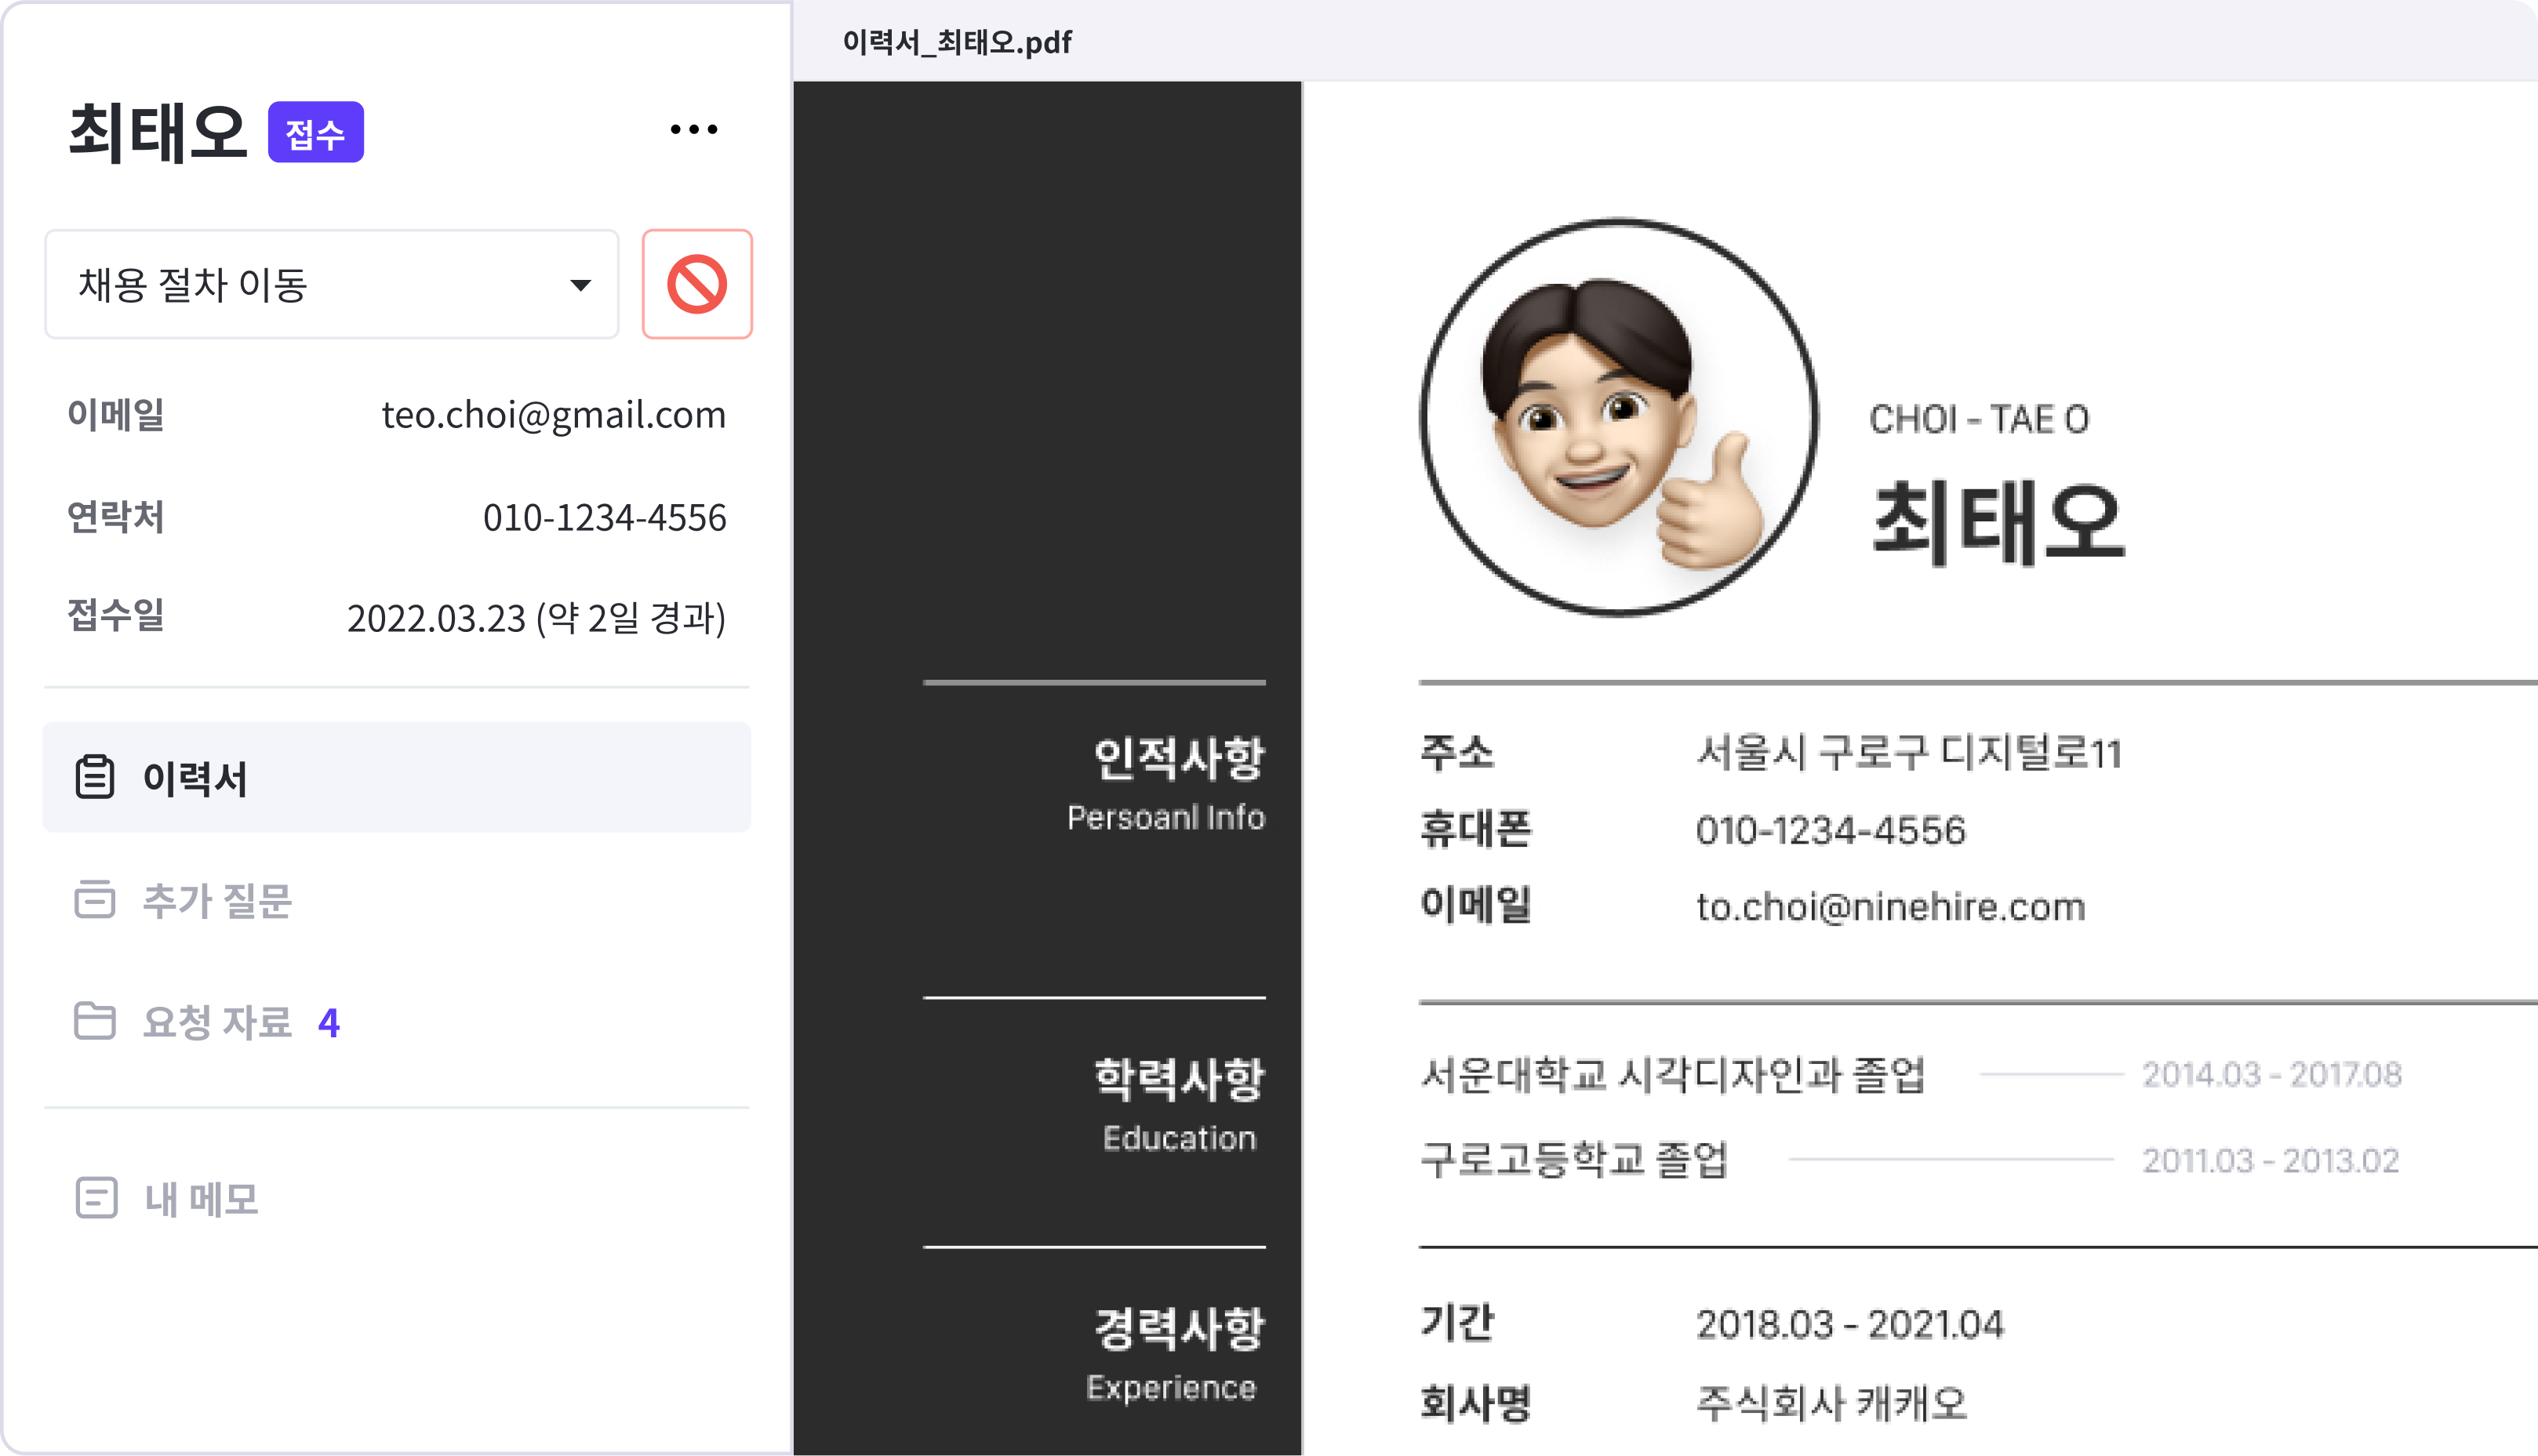 최태오 접수
채용 절차 이동
이메일 teo.choi@gmail.com
연락처 010-1234-4556
접수일 2022.03.23 (약 2일 경과)
이력서
추가 질문
요청 자료 4
내 메모
이력서_최태오.pdf
CHOI - TAE O
최태오
인적사항
Persoanl Info
주소 서울시 구로구 디지털로11
휴대폰 010-1234-4556
이메일 to.choi@ninehire.com
학력사항
Education
서운대학교 시각디자인과 졸업 2014.03 - 2017.08
구로고등학교 졸업 2011.03 - 2013.02
경력사항
Experience
기간 2018.03 - 2021.04
회사명 주식회사 캐캐오